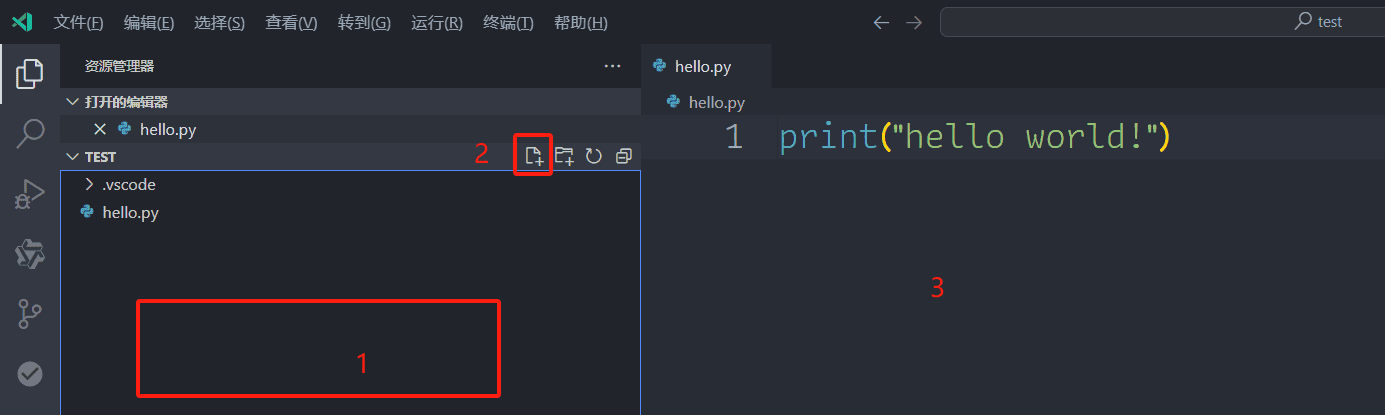 文件(F) 编辑(E) 选择(S) 查看(V) 转到(G) 运行(R) 终端(T) 帮助(H) test
资源管理器 ···
打开的编辑器
hello.py
TEST
2
.vscode
hello.py
1
hello.py
hello.py
1 print("hello world!")
3